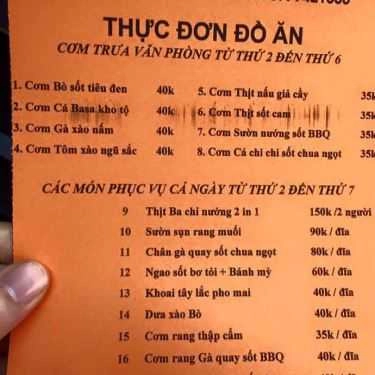 THỰC ĐƠN ĐỒ ĂN
CƠM TRƯA VĂN PHÒNG TỪ THỨ 2 ĐẾN THỨ 6
1. Cơm Bò sốt tiêu đen 40k
2. Cơm Cá Basa kho tộ 40k
3. Cơm Gà xào nấm 40k
4. Cơm Tôm xào ngũ sắc 40k
5. Cơm Thịt nấu giả cầy 35k
6. Cơm Thịt sốt cam 35k
7. Cơm Sườn nướng sốt BBQ
8. Cơm Cá chi chi sốt chua ngọt 35k
CÁC MÓN PHỤC VỤ CẢ NGÀY TỪ THỨ 2 ĐẾN THỨ 7
9 Thịt Ba chỉ nướng 2 in 1 150k/2 người
10 Sườn sụn rang muối 90k / đĩa
11 Chân gà quay sốt chua ngọt 80k / đĩa
12 Ngao sốt bơ tỏi + Bánh mỳ 60k / đĩa
13 Khoai tây lắc pho mai 40k / đĩa
14 Dưa xào Bò 40k / đĩa
15 Cơm rang thập cẩm 35k / đĩa
16 Cơm rang Gà quay sốt BBQ 40k / đĩa